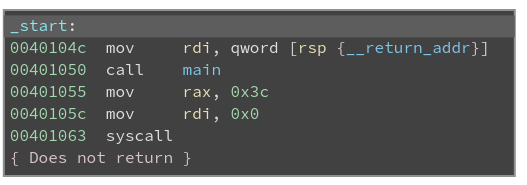 _start:
0040104c  mov     rdi, qword [rsp {__return_addr}]
00401050  call    main
00401055  mov     rax, 0x3c
0040105c  mov     rdi, 0x0
00401063  syscall
{ Does not return }